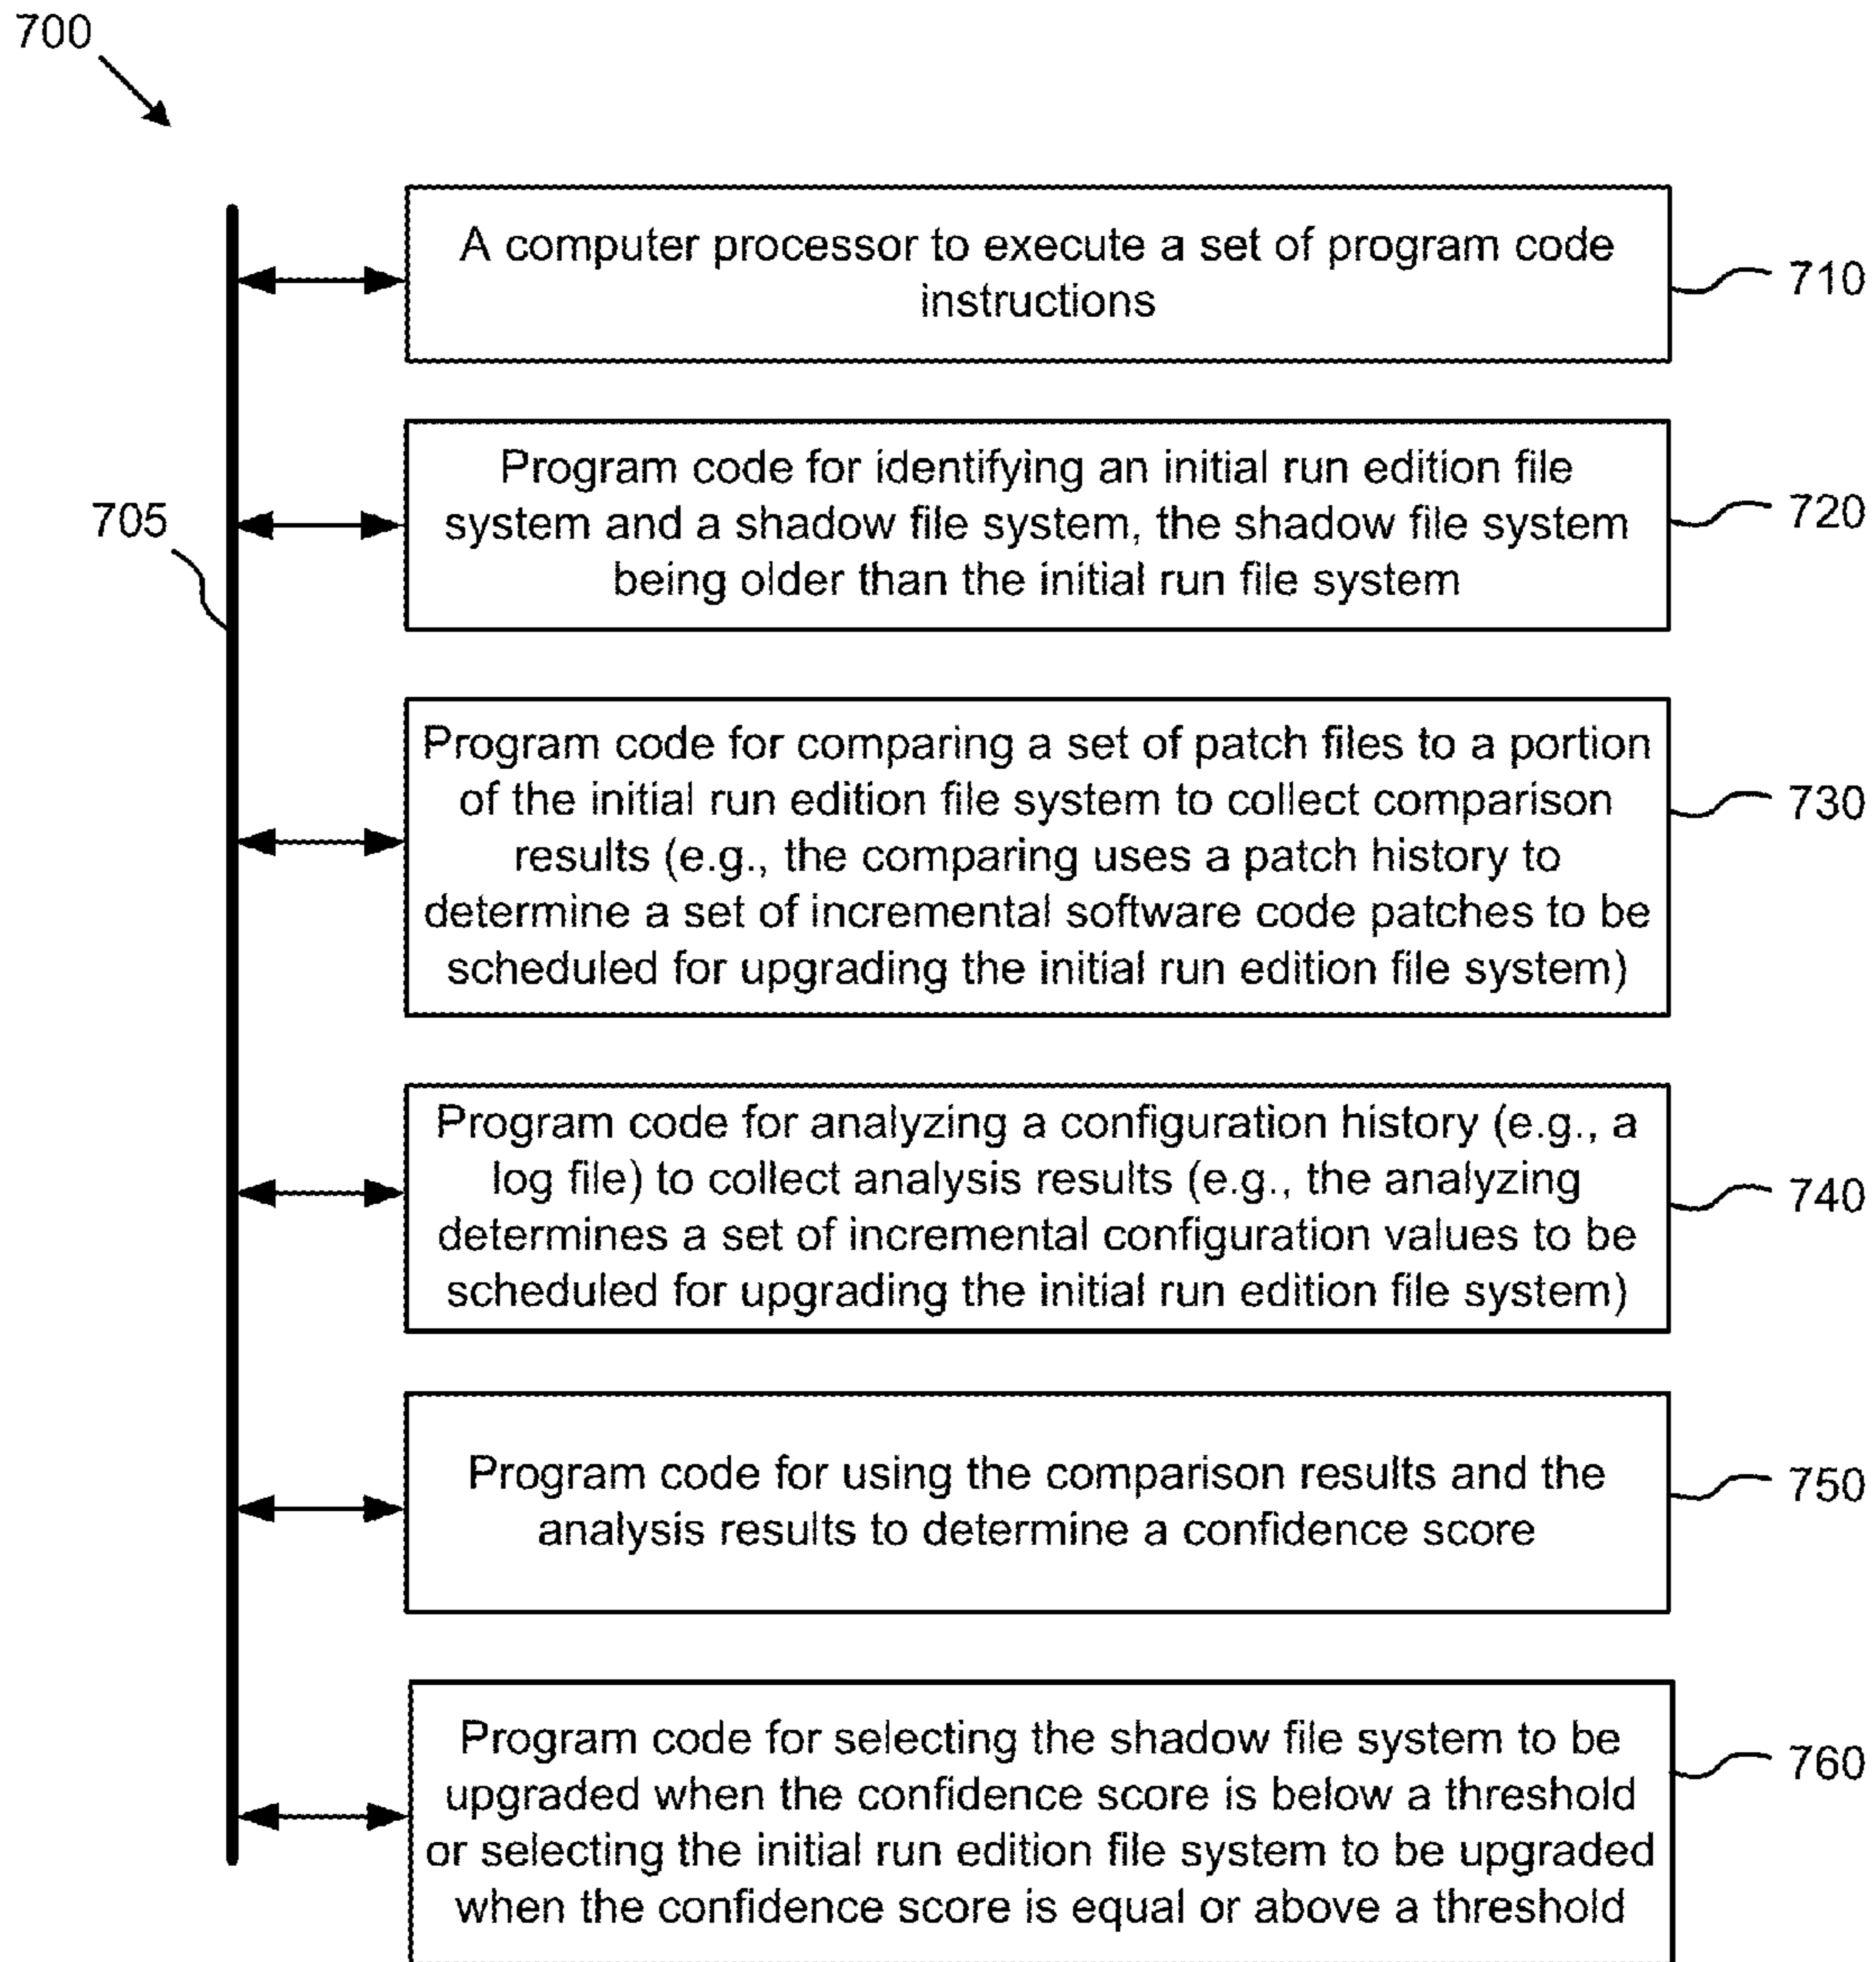 700
A computer processor to execute a set of program code
instructions
710
Program code for identifying an initial run edition file
system and a shadow file system, the shadow file system
being older than the initial run file system
720
705
Program code for comparing a set of patch files to a portion
of the initial run edition file system to collect comparison
results (e.g., the comparing uses a patch history to
determine a set of incremental software code patches to be
scheduled for upgrading the initial run edition file system)
730
Program code for analyzing a configuration history (e.g., a
log file) to collect analysis results (e.g., the analyzing
determines a set of incremental configuration values to be
scheduled for upgrading the initial run edition file system)
740
Program code for using the comparison results and the
analysis results to determine a confidence score
750
Program code for selecting the shadow file system to be
upgraded when the confidence score is below a threshold
or selecting the initial run edition file system to be upgraded
when the confidence score is equal or above a threshold
760